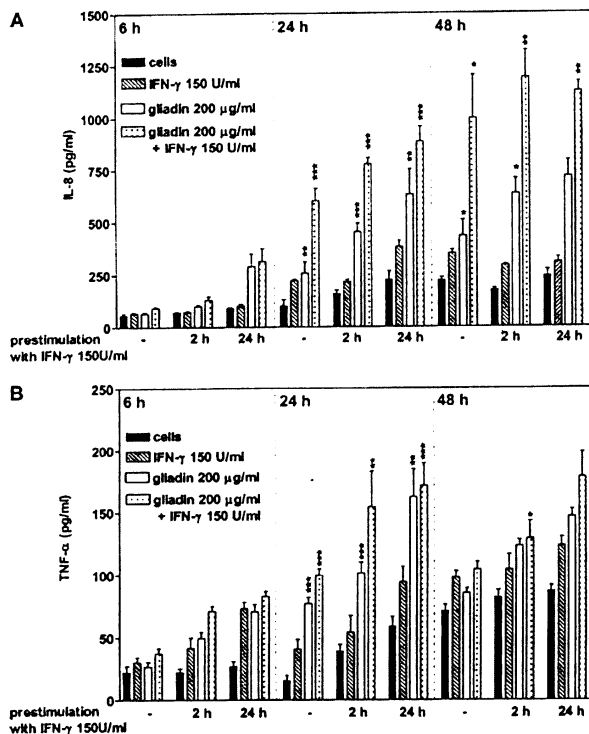 A
6 h
24 h
48 h
1500
1250
1000
750
500
250
0
IL-8 (pg/ml)
cells
IFN-γ 150 U/ml
gliadin 200 µg/ml
gliadin 200 µg/ml
+ IFN-γ 150 U/ml
**
***
***
***
**
***
*
*
*
**
**
prestimulation - 2 h 24 h - 2 h 24 h - 2 h 24 h
with IFN-γ 150U/ml
B
6 h
24 h
48 h
250
200
150
100
50
0
TNF-α (pg/ml)
cells
IFN-γ 150 U/ml
gliadin 200 µg/ml
gliadin 200 µg/ml
+ IFN-γ 150 U/ml
***
***
***
**
**
***
*
prestimulation - 2 h 24 h - 2 h 24 h - 2 h 24 h
with IFN-γ 150U/ml